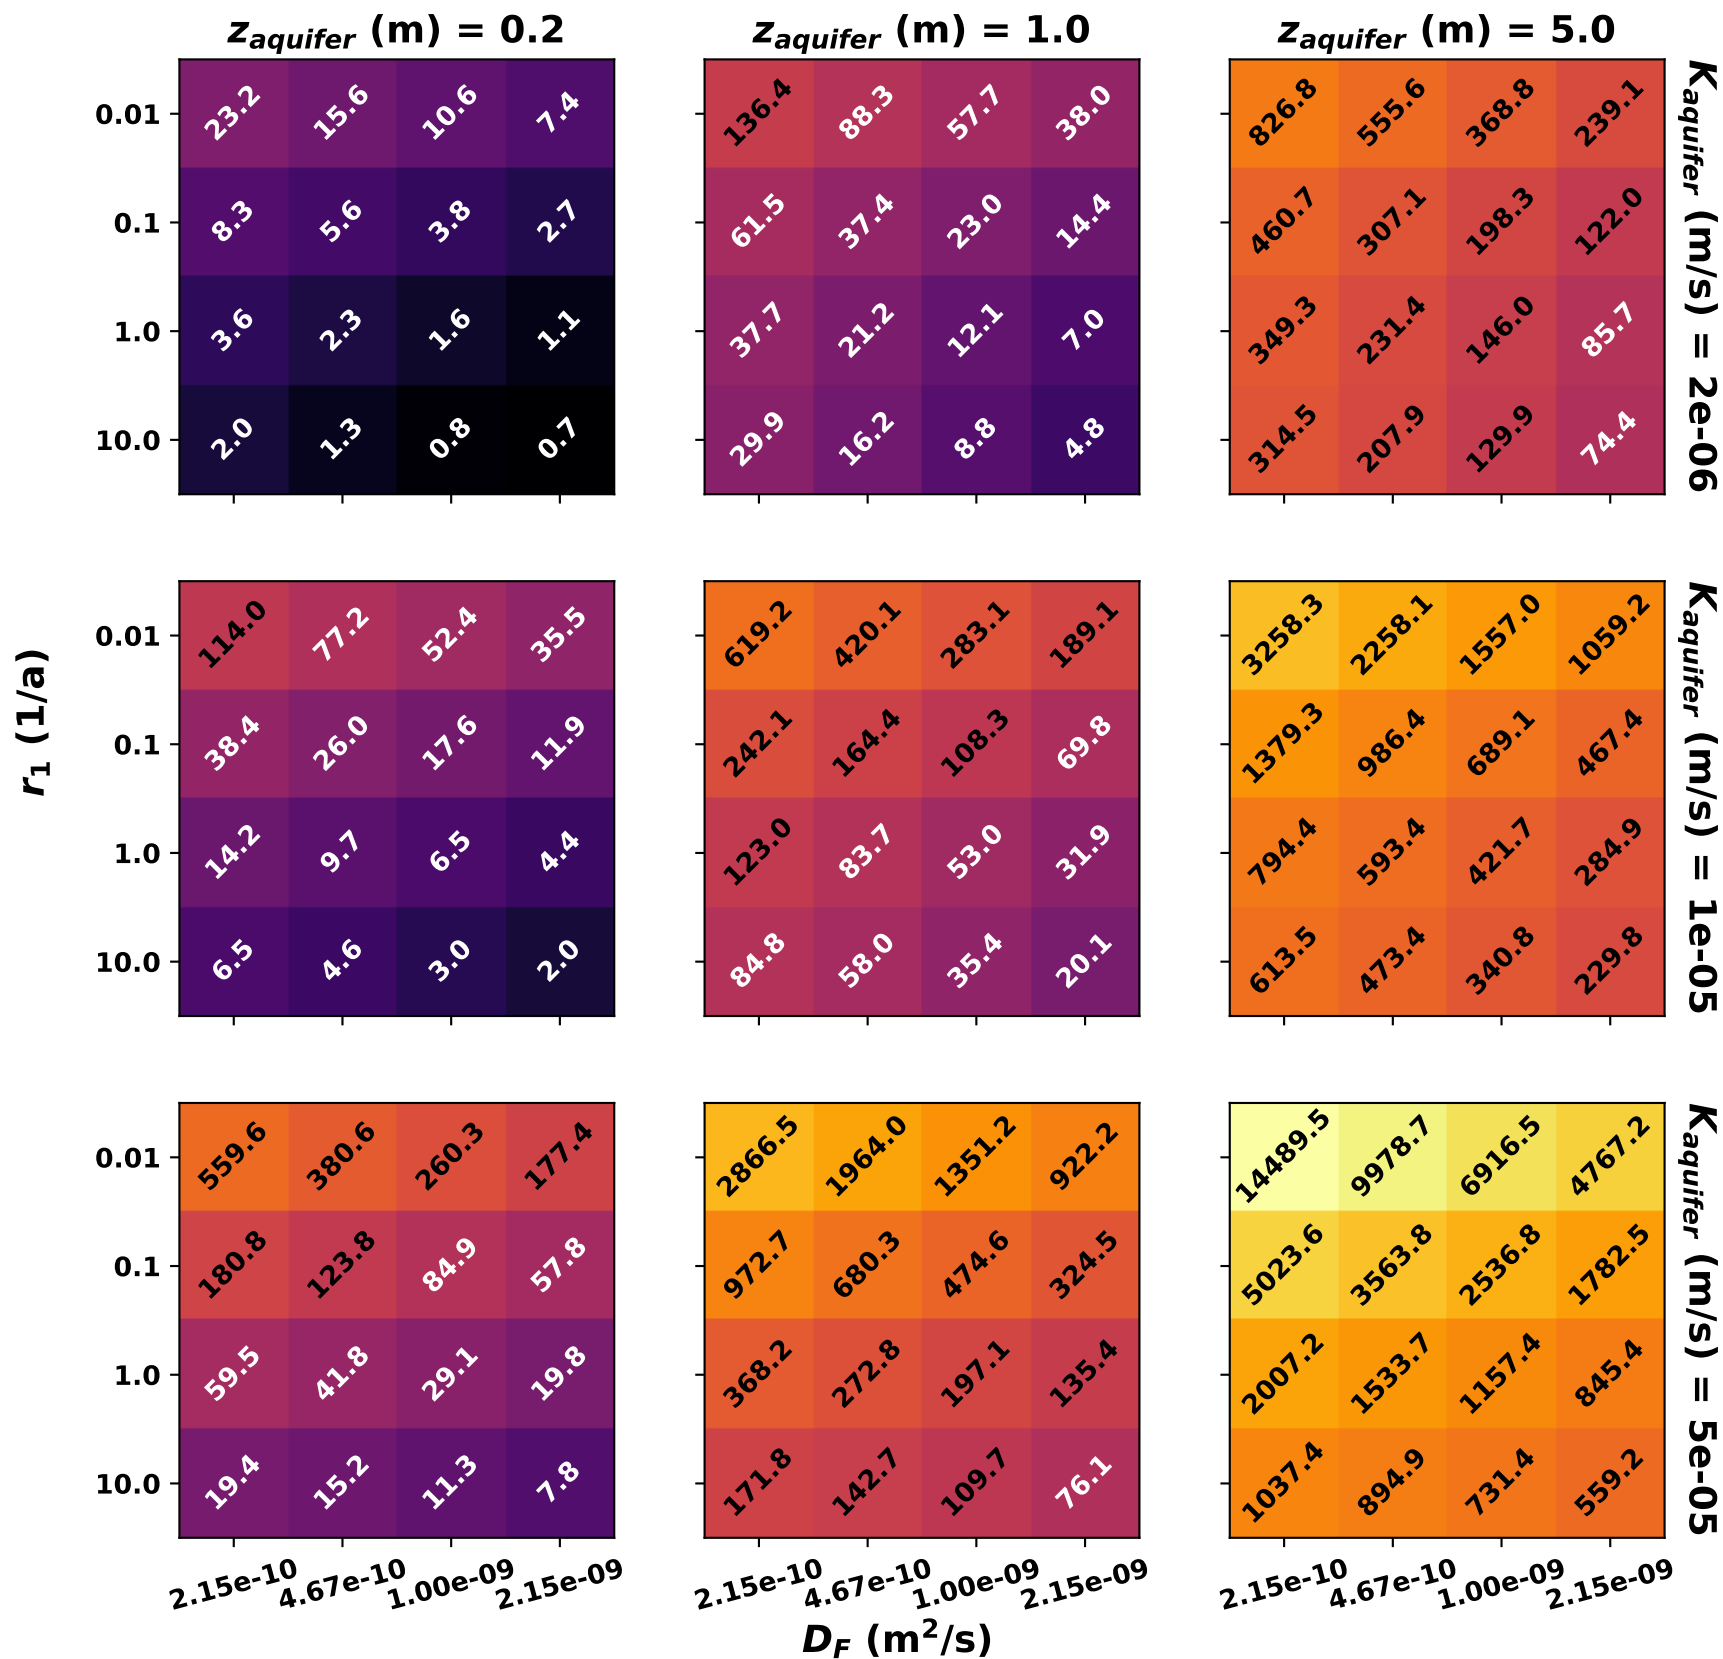 z_aquifer (m) = 0.2 z_aquifer (m) = 1.0 z_aquifer (m) = 5.0
0.01 23.2 15.6 10.6 7.4 136.4 88.3 57.7 38.0 826.8 555.6 368.8 239.1
0.1 8.3 5.6 3.8 2.7 61.5 37.4 23.0 14.4 460.7 307.1 198.3 122.0
1.0 3.6 2.3 1.6 1.1 37.7 21.2 12.1 7.0 349.3 231.4 146.0 85.7
10.0 2.0 1.3 0.8 0.7 29.9 16.2 8.8 4.8 314.5 207.9 129.9 74.4
K_aquifer (m/s) = 2e-06
r_1 (1/a)
0.01 114.0 77.2 52.4 35.5 619.2 420.1 283.1 189.1 3258.3 2258.1 1557.0 1059.2
0.1 38.4 26.0 17.6 11.9 242.1 164.4 108.3 69.8 1379.3 986.4 689.1 467.4
1.0 14.2 9.7 6.5 4.4 123.0 83.7 53.0 31.9 794.4 593.4 421.7 284.9
10.0 6.5 4.6 3.0 2.0 84.8 58.0 35.4 20.1 613.5 473.4 340.8 229.8
K_aquifer (m/s) = 1e-05
0.01 559.6 380.6 260.3 177.4 2866.5 1964.0 1351.2 922.2 14489.5 9978.7 6916.5 4767.2
0.1 180.8 123.8 84.9 57.8 972.7 680.3 474.6 324.5 5023.6 3563.8 2536.8 1782.5
1.0 59.5 41.8 29.1 19.8 368.2 272.8 197.1 135.4 2007.2 1533.7 1157.4 845.4
10.0 19.4 15.2 11.3 7.8 171.8 142.7 109.7 76.1 1037.4 894.9 731.4 559.2
K_aquifer (m/s) = 5e-05
2.15e-10 4.67e-10 1.00e-09 2.15e-09 2.15e-10 4.67e-10 1.00e-09 2.15e-09 2.15e-10 4.67e-10 1.00e-09 2.15e-09
D_F (m²/s)